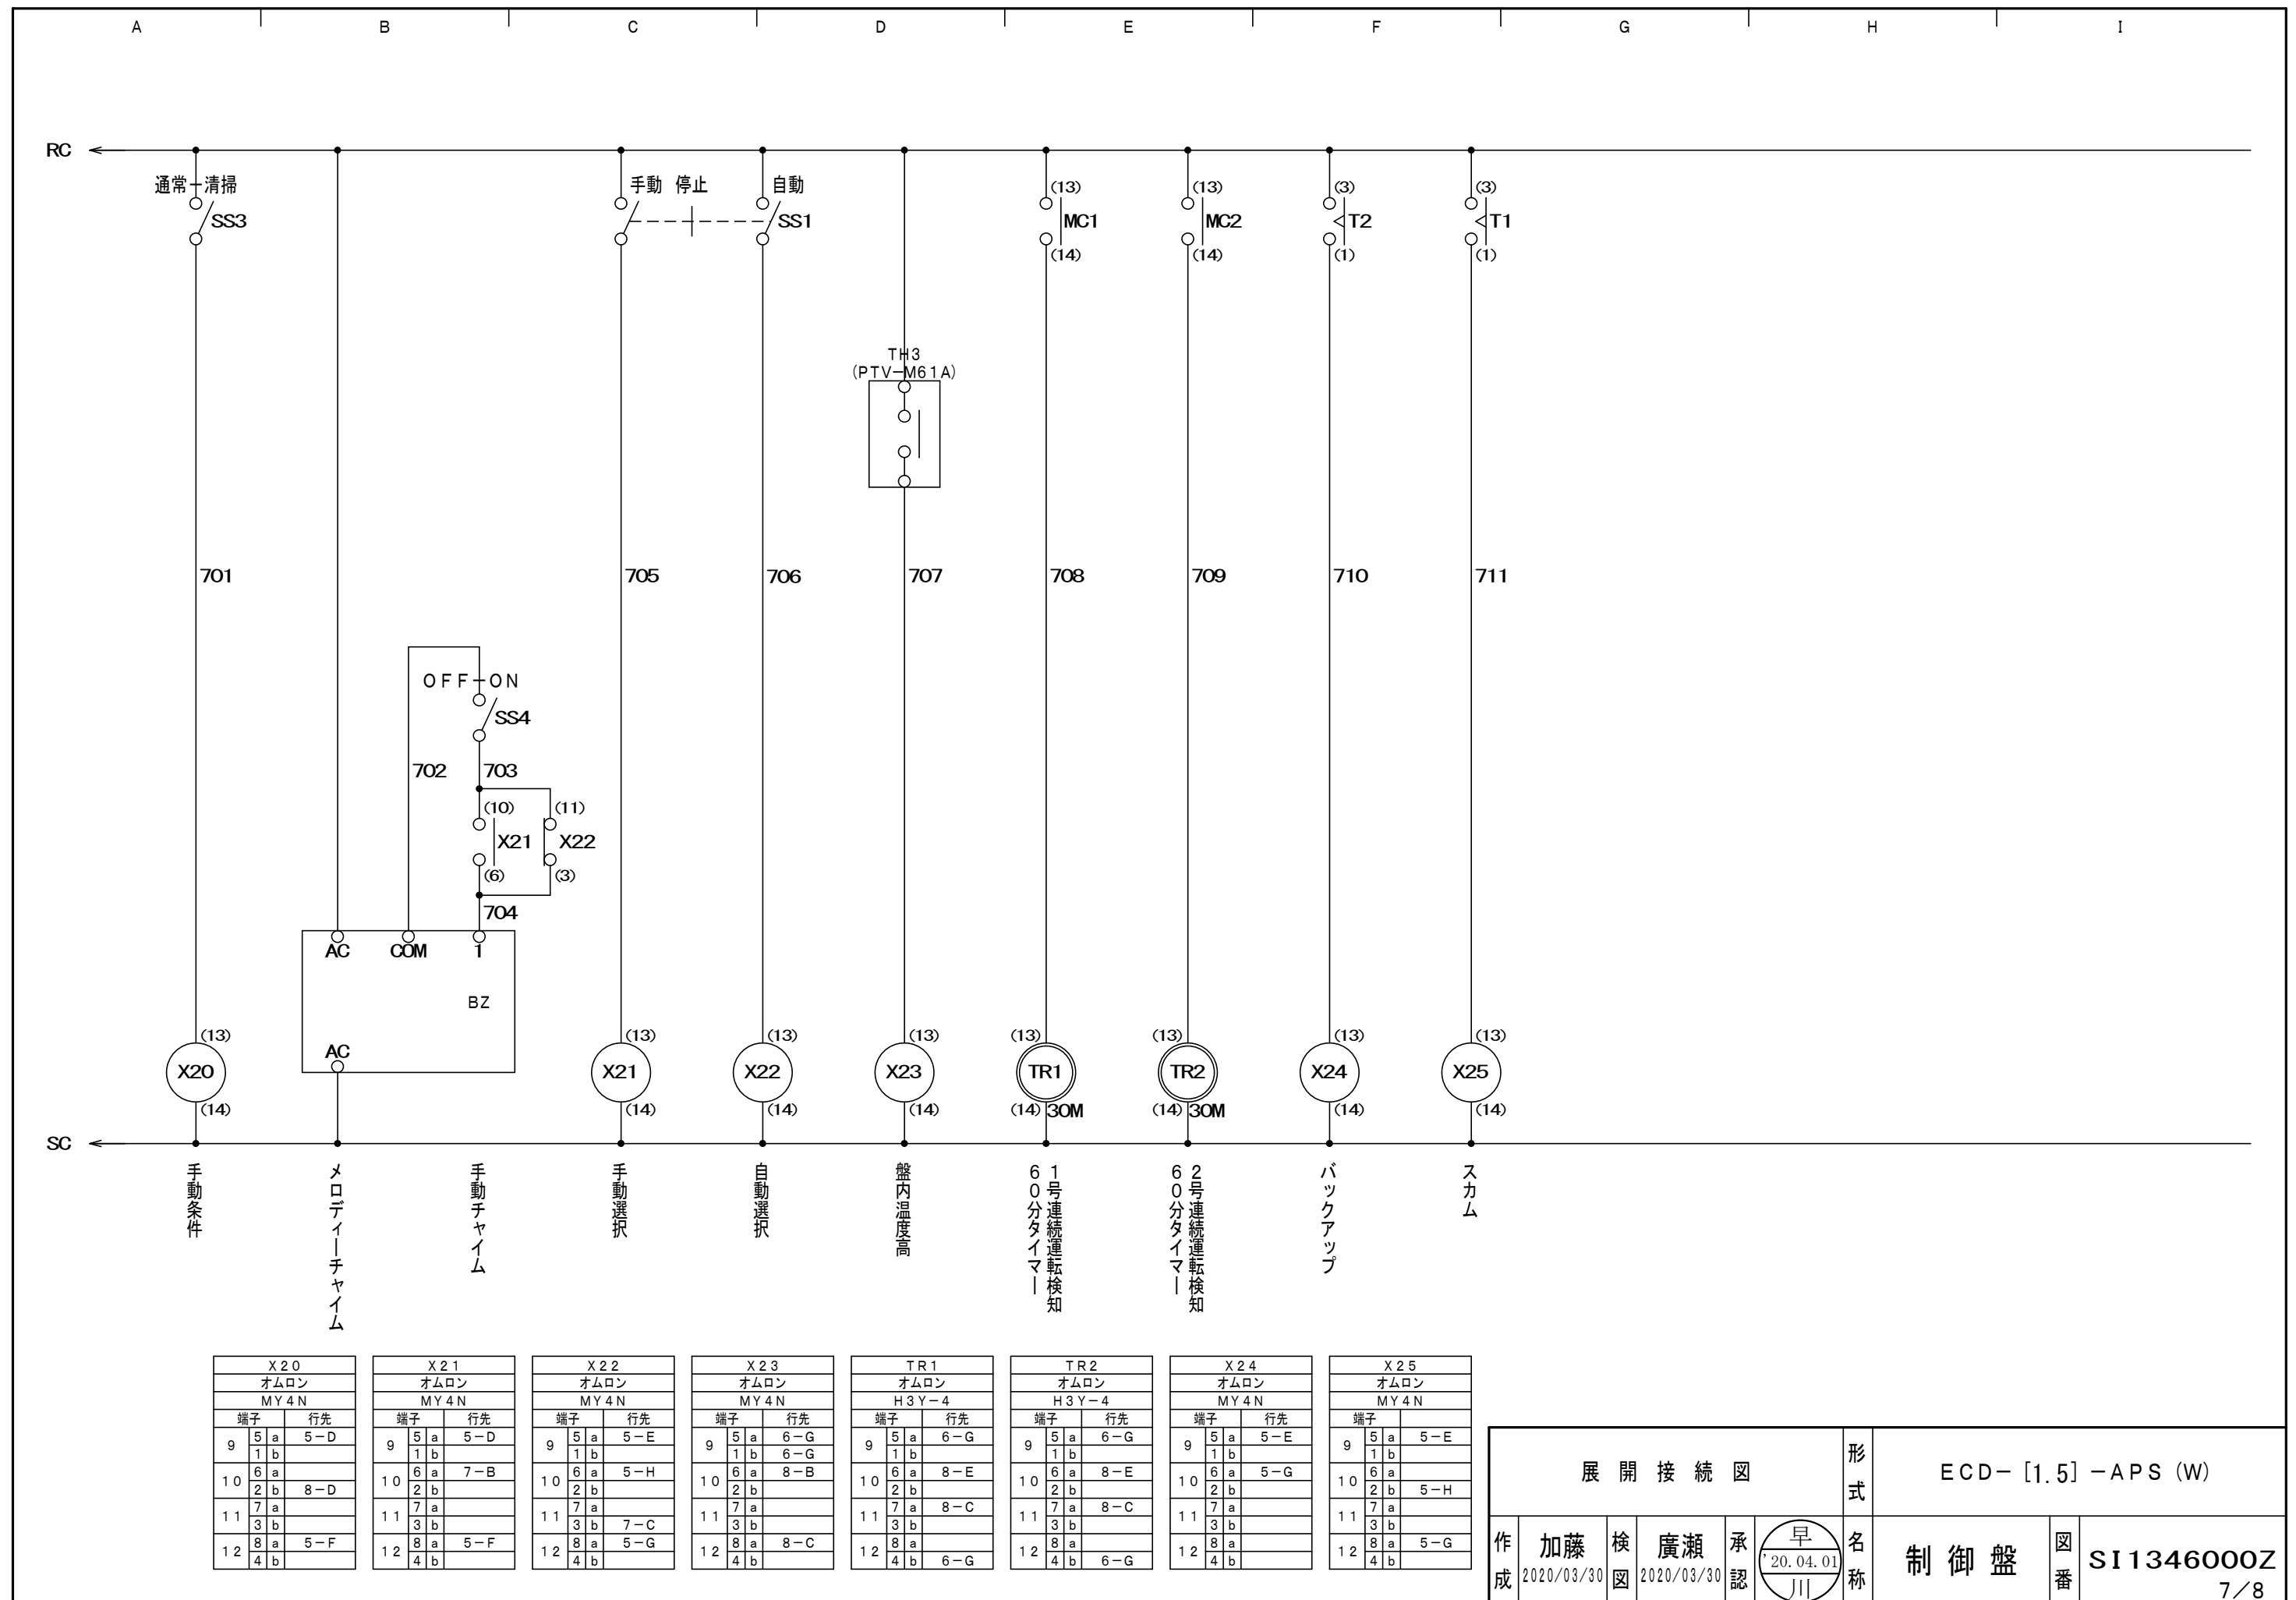 A B C D E F G H I
RC
通常 清掃
SS3
手動 停止 自動
SS1
(13)
MC1
(14)
(13)
MC2
(14)
(3)
T2
(1)
(3)
T1
(1)
TH3
(PTV-M61A)
701
705
706
707
708
709
710
711
OFF ON
SS4
702
703
(10)
X21
(6)
(11)
X22
(3)
704
AC COM 1
BZ
AC
(13)
X20
(14)
(13)
X21
(14)
(13)
X22
(14)
(13)
X23
(14)
(13)
TR1
(14) 30M
(13)
TR2
(14) 30M
(13)
X24
(14)
(13)
X25
(14)
SC
手動条件
メロディーチャイム
手動チャイム
手動選択
自動選択
盤内温度高
1号連続運転検知
60分タイマー
2号連続運転検知
60分タイマー
バックアップ
スカム
X20
オムロン
MY4N
端子 行先
9 5 a 5-D
1 b
10 6 a
2 b 8-D
11 7 a
3 b
12 8 a 5-F
4 b
X21
オムロン
MY4N
端子 行先
9 5 a 5-D
1 b
10 6 a 7-B
2 b
11 7 a
3 b
12 8 a 5-F
4 b
X22
オムロン
MY4N
端子 行先
9 5 a 5-E
1 b
10 6 a 5-H
2 b
11 7 a
3 b 7-C
12 8 a 5-G
4 b
X23
オムロン
MY4N
端子 行先
9 5 a 6-G
1 b 6-G
10 6 a 8-B
2 b
11 7 a
3 b
12 8 a 8-C
4 b
TR1
オムロン
H3Y-4
端子 行先
9 5 a 6-G
1 b
10 6 a 8-E
2 b
11 7 a 8-C
3 b
12 8 a
4 b 6-G
TR2
オムロン
H3Y-4
端子 行先
9 5 a 6-G
1 b
10 6 a 8-E
2 b
11 7 a 8-C
3 b
12 8 a
4 b 6-G
X24
オムロン
MY4N
端子 行先
9 5 a 5-E
1 b
10 6 a 5-G
2 b
11 7 a
3 b
12 8 a
4 b
X25
オムロン
MY4N
端子
9 5 a 5-E
1 b
10 6 a
2 b 5-H
11 7 a
3 b
12 8 a 5-G
4 b
展開接続図
形式
ECD-[1.5]-APS(W)
作成
加藤
2020/03/30
検図
廣瀬
2020/03/30
承認
早
'20.04.01
川
名称
制御盤
図番
SI1346000Z
7/8